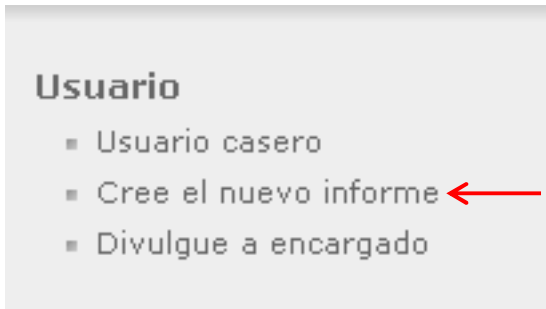 Usuario
Usuario casero
Cree el nuevo informe
Divulgue a encargado